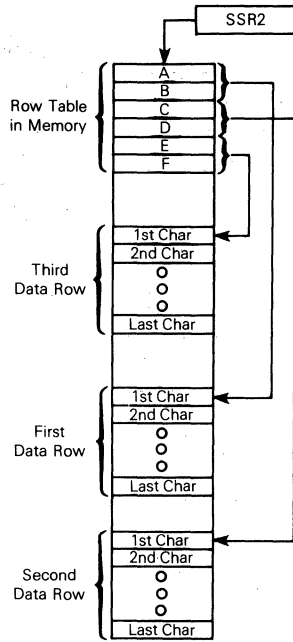 SSR2
A
B
Row Table
in Memory
C
D
E
F
1st Char
2nd Char
Third
Data Row
Last Char
1st Char
2nd Char
First
Data Row
Last Char
1st Char
2nd Char
Second
Data Row
Last Char